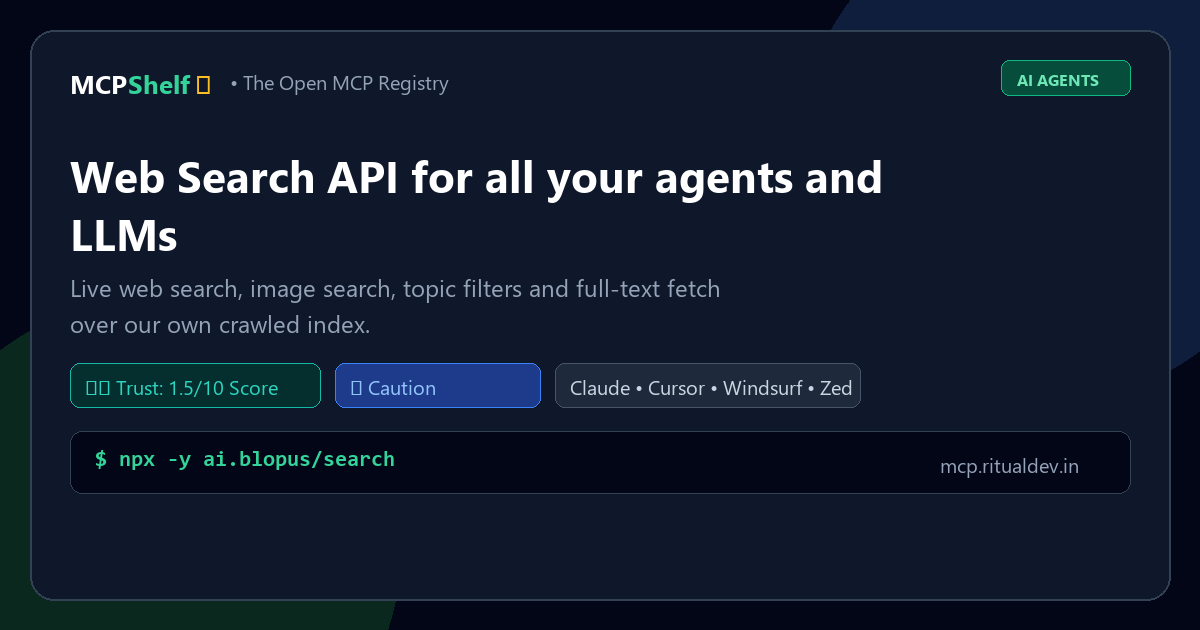 MCPShelf • The Open MCP Registry
AI AGENTS
Web Search API for all your agents and
LLMs
Live web search, image search, topic filters and full-text fetch
over our own crawled index.
Trust: 1.5/10 Score
Caution
Claude • Cursor • Windsurf • Zed
$ npx -y ai.blopus/search
mcp.ritualdev.in